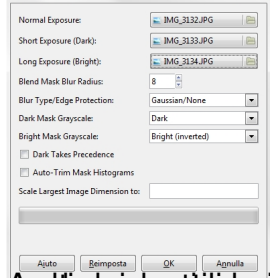 Normal Exposure: IMG_3132.JPG
Short Exposure (Dark): IMG_3133.JPG
Long Exposure (Bright): IMG_3134.JPG
Blend Mask Blur Radius: 8
Blur Type/Edge Protection: Gaussian/None
Dark Mask Grayscale: Dark
Bright Mask Grayscale: Bright (inverted)
Dark Takes Precedence
Auto-Trim Mask Histograms
Scale Largest Image Dimension to:
Aiuto Reimposta OK Annulla